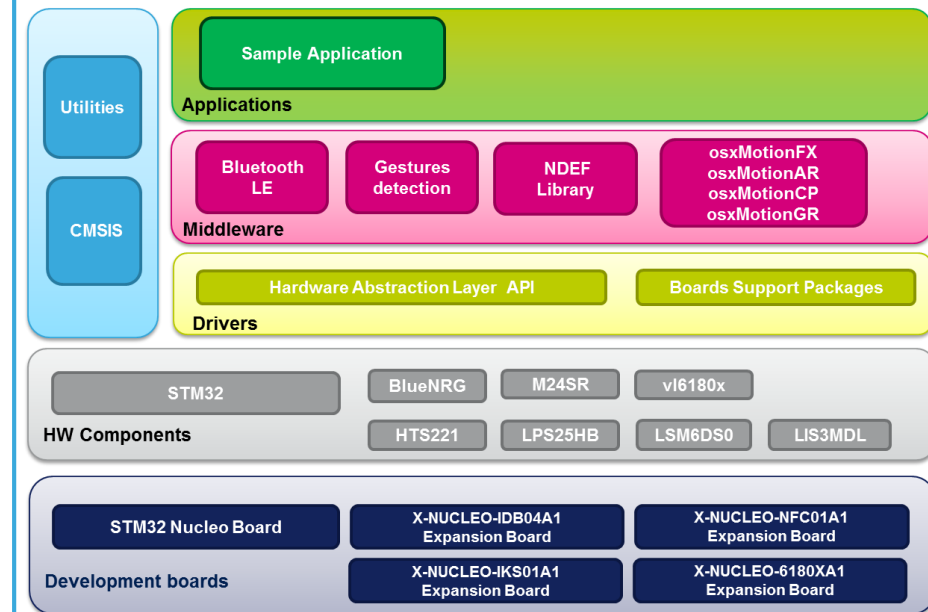 Utilities
CMSIS
Sample Application
Applications
Bluetooth
LE
Gestures
detection
NDEF
Library
osxMotionFX
osxMotionAR
osxMotionCP
osxMotionGR
Middleware
Hardware Abstraction Layer API
Boards Support Packages
Drivers
STM32
BlueNRG
M24SR
vl6180x
HTS221
LPS25HB
LSM6DS0
LIS3MDL
HW Components
STM32 Nucleo Board
X-NUCLEO-IDB04A1
Expansion Board
X-NUCLEO-NFC01A1
Expansion Board
X-NUCLEO-IKS01A1
Expansion Board
X-NUCLEO-6180XA1
Expansion Board
Development boards